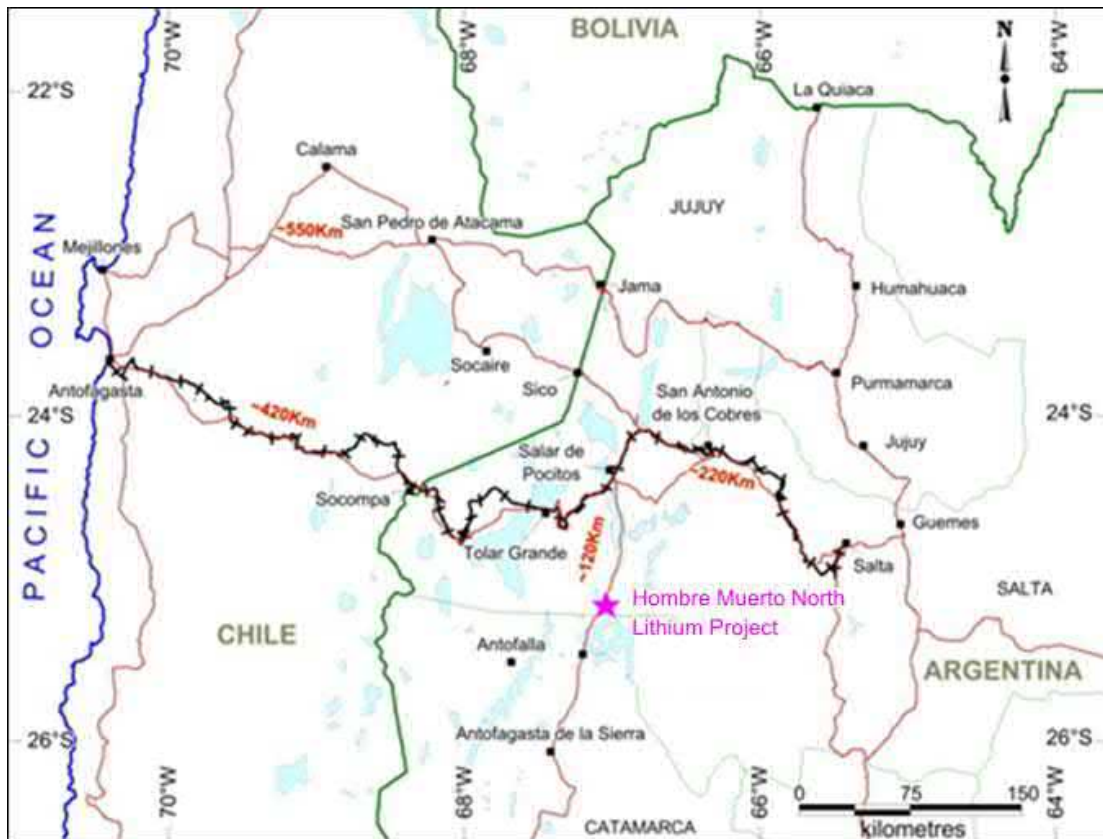 70°W
68°W
66°W
64°W
BOLIVIA
N
22°S
La Quiaca
Calama
JUJUY
San Pedro de Atacama
~550Km
Mejillones
Jama
Humahuaca
PACIFIC OCEAN
Socaire
Sico
Purmamarca
Antofagasta
San Antonio
de los Cobres
24°S
24°S
~420Km
Jujuy
Salar de
Pocitos
~220Km
Socompa
Guemes
Tolar Grande
~120Km
Salta
Hombre Muerto North
Lithium Project
SALTA
CHILE
Antofalla
ARGENTINA
Antofagasta de la Sierra
26°S
26°S
70°W
68°W
66°W
64°W
0 75 150
kilometres
CATAMARCA